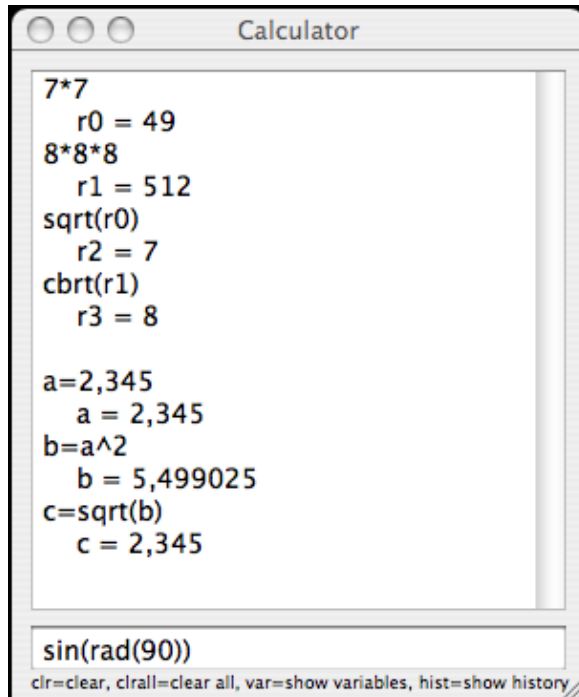 Calculator
7*7
r0 = 49
8*8*8
r1 = 512
sqrt(r0)
r2 = 7
cbrt(r1)
r3 = 8
a=2,345
a = 2,345
b=a^2
b = 5,499025
c=sqrt(b)
c = 2,345
sin(rad(90))
clr=clear, clrall=clear all, var=show variables, hist=show history